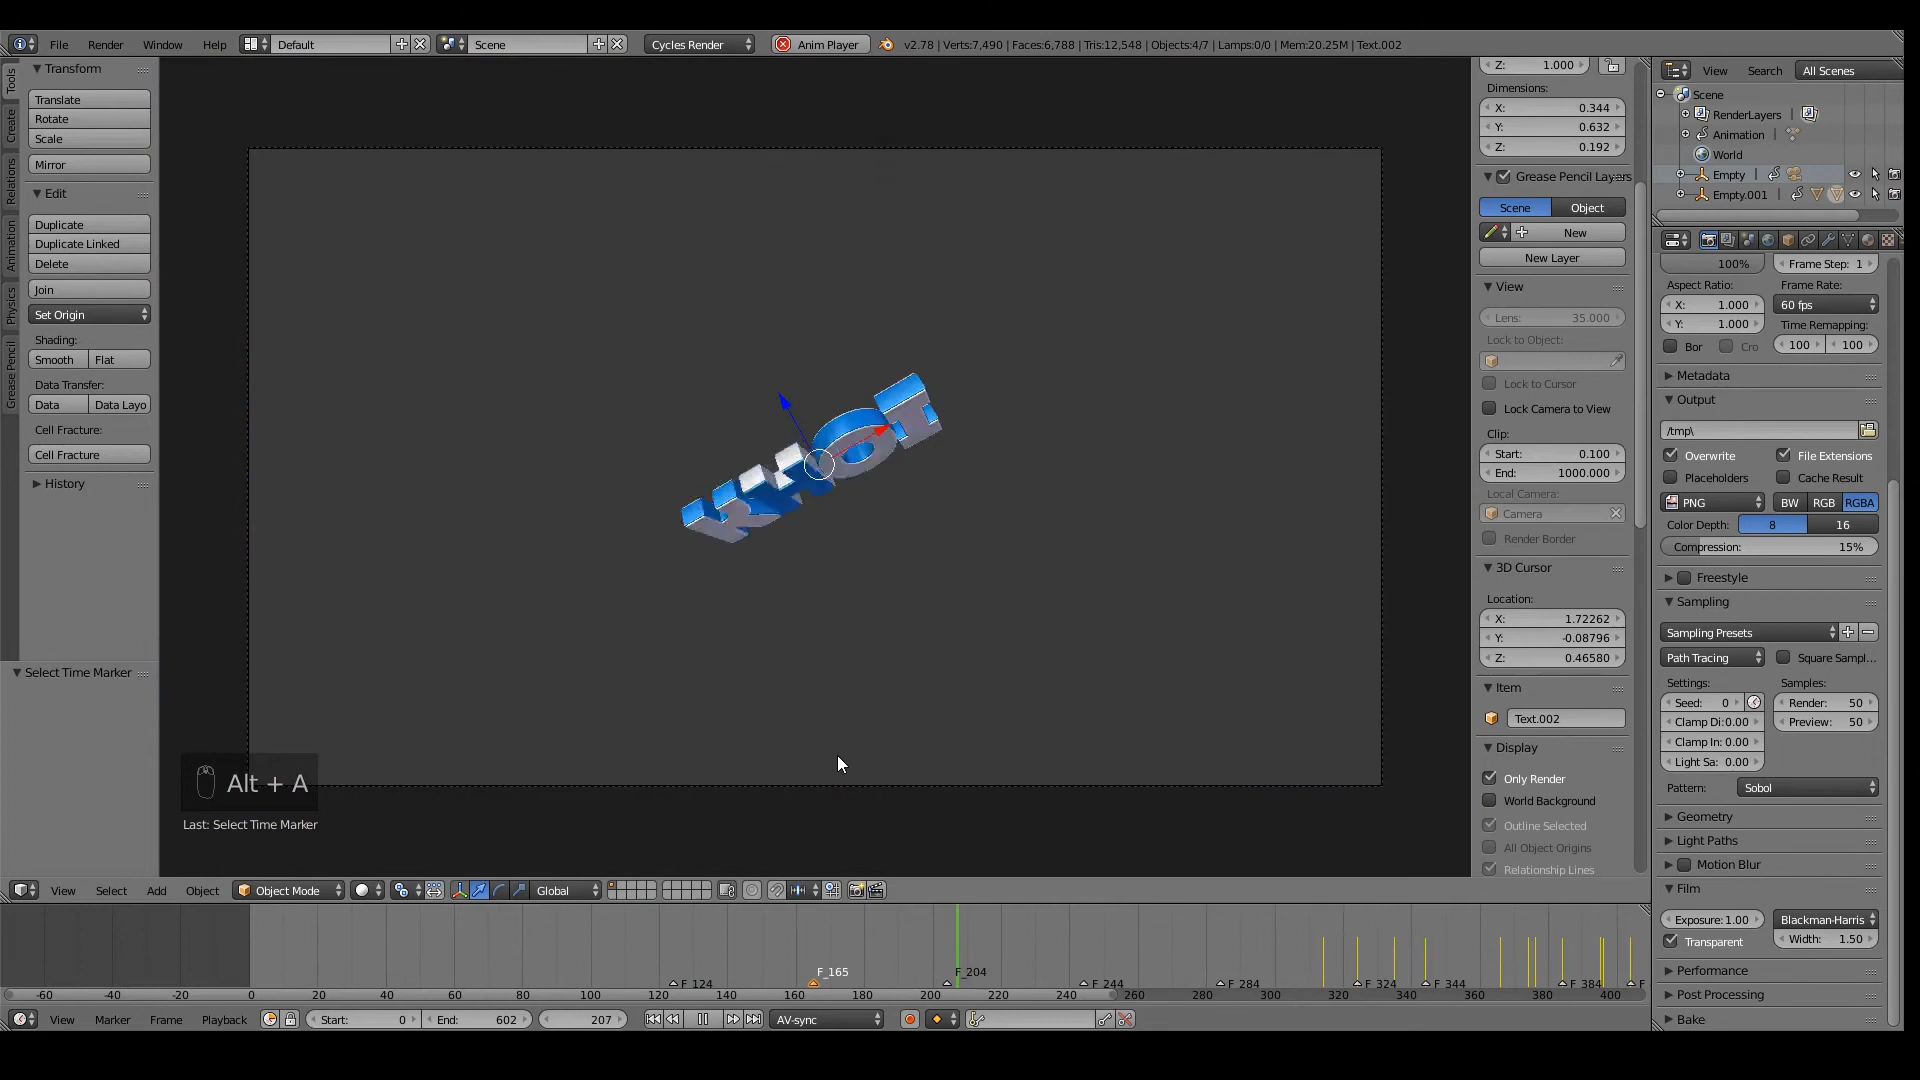 File Render Window Help Default Scene Cycles Render Anim Player v2.78 | Verts:7,490 | Faces:6,788 | Tris:12,548 | Objects:4/7 | Lamps:0/0 | Mem:20.25M | Text.002
Tools
Create
Relations
Animation
Physics
Grease Pencil
Transform
Translate
Rotate
Scale
Mirror
Edit
Duplicate
Duplicate Linked
Delete
Join
Set Origin
Shading:
Smooth Flat
Data Transfer:
Data Data Layo
Cell Fracture:
Cell Fracture
History
Select Time Marker
Alt + A
Last: Select Time Marker
Z: 1.000
Dimensions:
X: 0.344
Y: 0.632
Z: 0.192
Grease Pencil Layers
Scene Object
New
New Layer
View
Lens: 35.000
Lock to Object:
Lock to Cursor
Lock Camera to View
Clip:
Start: 0.100
End: 1000.000
Local Camera:
Camera
Render Border
3D Cursor
Location:
X: 1.72262
Y: -0.08796
Z: 0.46580
Item
Text.002
Display
Only Render
World Background
Outline Selected
All Object Origins
Relationship Lines
View Search All Scenes
Scene
RenderLayers
Animation
World
Empty
Empty.001
100% Frame Step: 1
Aspect Ratio: Frame Rate:
X: 1.000 60 fps
Y: 1.000 Time Remapping:
Bor Cro 100 100
Metadata
Output
/tmp\
Overwrite File Extensions
Placeholders Cache Result
PNG BW RGB RGBA
Color Depth: 8 16
Compression: 15%
Freestyle
Sampling
Sampling Presets
Path Tracing Square Sampl...
Settings: Samples:
Seed: 0 Render: 50
Clamp Di:0.00 Preview: 50
Clamp In: 0.00
Light Sa: 0.00
Pattern: Sobol
Geometry
Light Paths
Motion Blur
Film
Exposure: 1.00 Blackman-Harris
Transparent Width: 1.50
Performance
Post Processing
Bake
View Select Add Object Object Mode Global
F_165 F_204
F_124 F_244 F_284 F_324 F_344 F_384 F
-60 -40 -20 0 20 40 60 80 100 120 140 160 180 200 220 240 260 280 300 320 340 360 380 400
View Marker Frame Playback Start: 0 End: 602 207 AV-sync